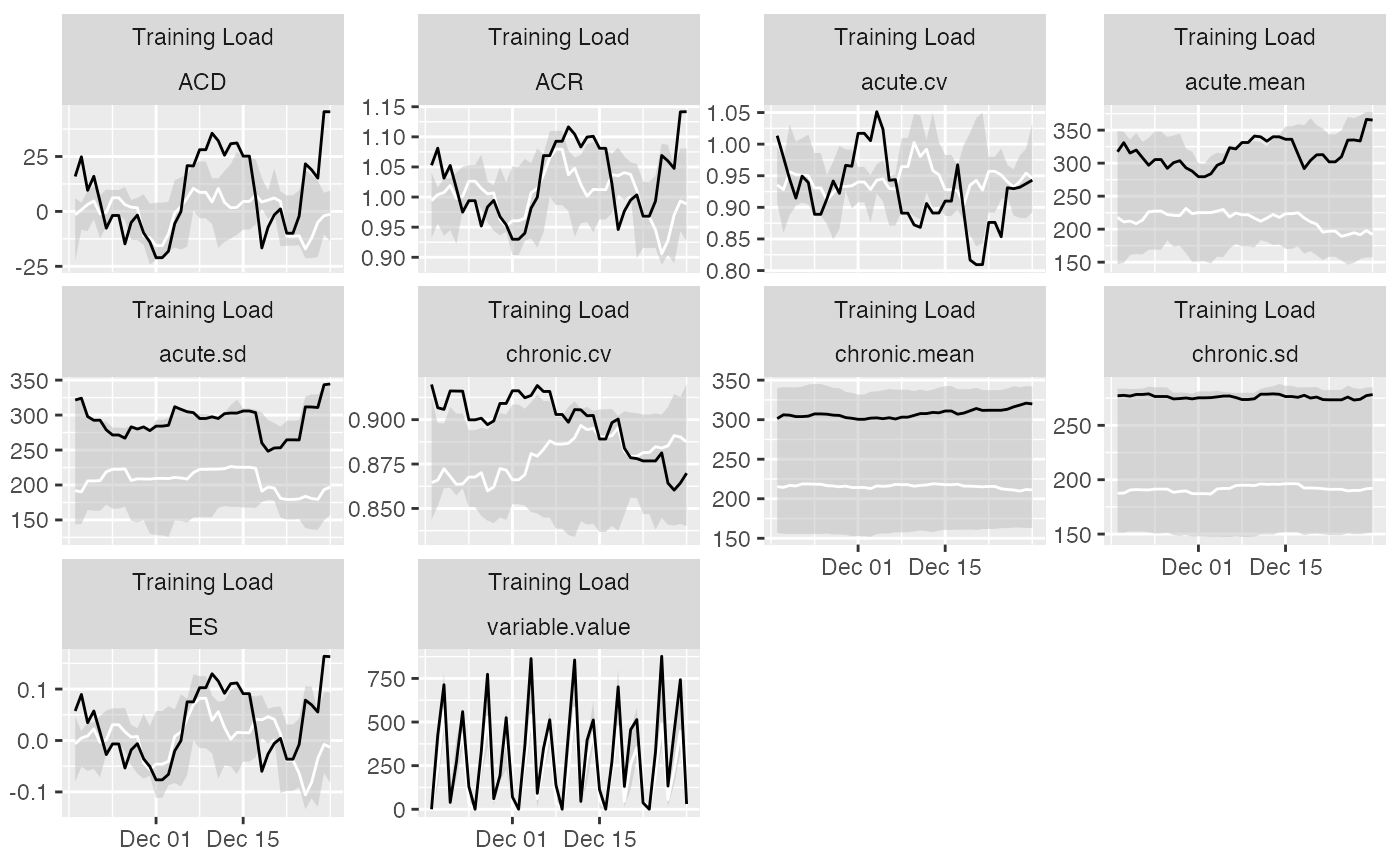 Training Load
Training Load
Training Load
Training Load
ACD
ACR
acute.cv
acute.mean
25
0
-25
1.15
1.10
1.05
1.00
0.95
0.90
1.05
1.00
0.95
0.90
0.85
0.80
350
300
250
200
150
Training Load
Training Load
Training Load
Training Load
acute.sd
chronic.cv
chronic.mean
chronic.sd
350
300
250
200
150
0.900
0.875
0.850
350
300
250
200
150
250
200
150
Dec 01 Dec 15
Dec 01 Dec 15
Training Load
Training Load
ES
variable.value
0.1
0.0
-0.1
750
500
250
0
Dec 01 Dec 15
Dec 01 Dec 15